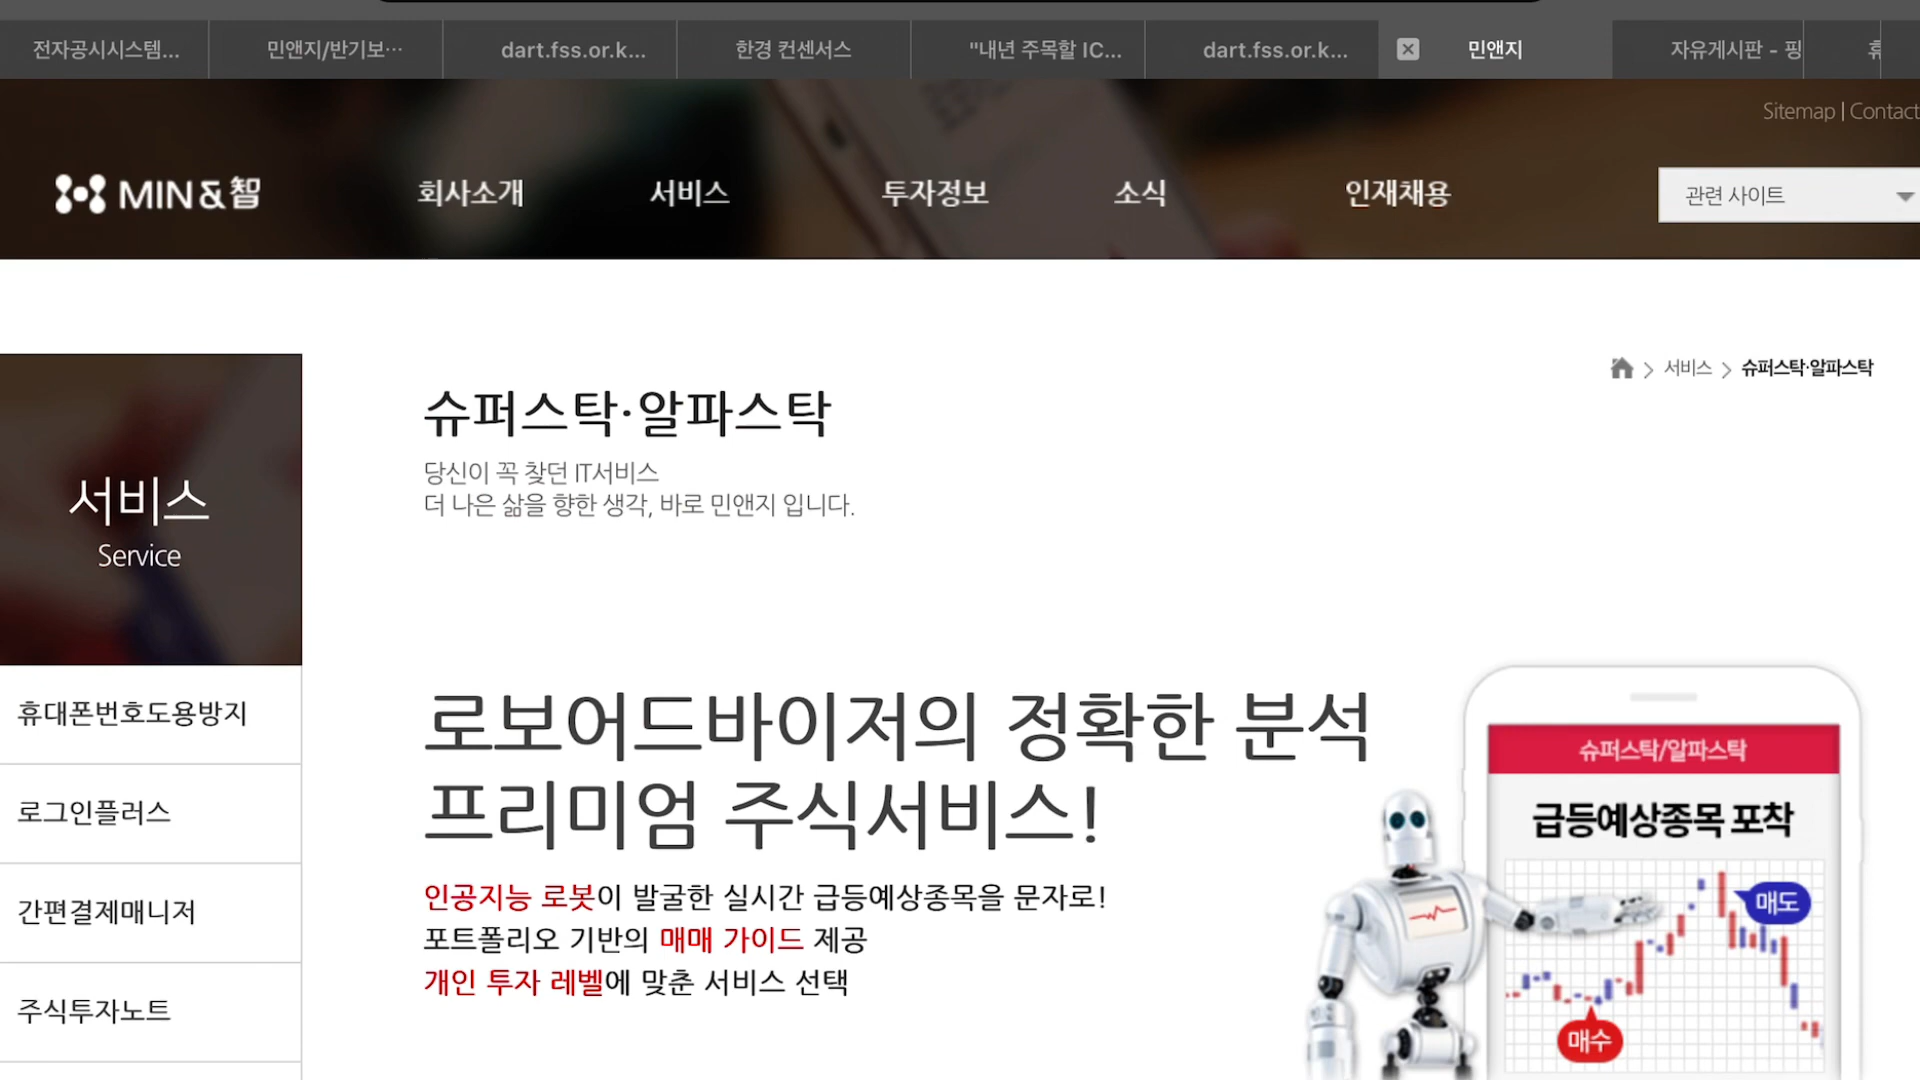 전자공시시스템...
민앤지/반기보...
dart.fss.or.k...
한경 컨센서스
"내년 주목할 IC...
dart.fss.or.k...
민앤지
자유게시판 - 핑
휴
Sitemap | Contact
MIN&智
회사소개
서비스
투자정보
소식
인재채용
관련 사이트
서비스 > 슈퍼스탁·알파스탁
슈퍼스탁·알파스탁
당신이 꼭 찾던 IT서비스
더 나은 삶을 향한 생각, 바로 민앤지 입니다.
서비스
Service
휴대폰번호도용방지
로그인플러스
간편결제매니저
주식투자노트
로보어드바이저의 정확한 분석
프리미엄 주식서비스!
인공지능 로봇이 발굴한 실시간 급등예상종목을 문자로!
포트폴리오 기반의 매매 가이드 제공
개인 투자 레벨에 맞춘 서비스 선택
슈퍼스탁/알파스탁
급등예상종목 포착
매도
매수